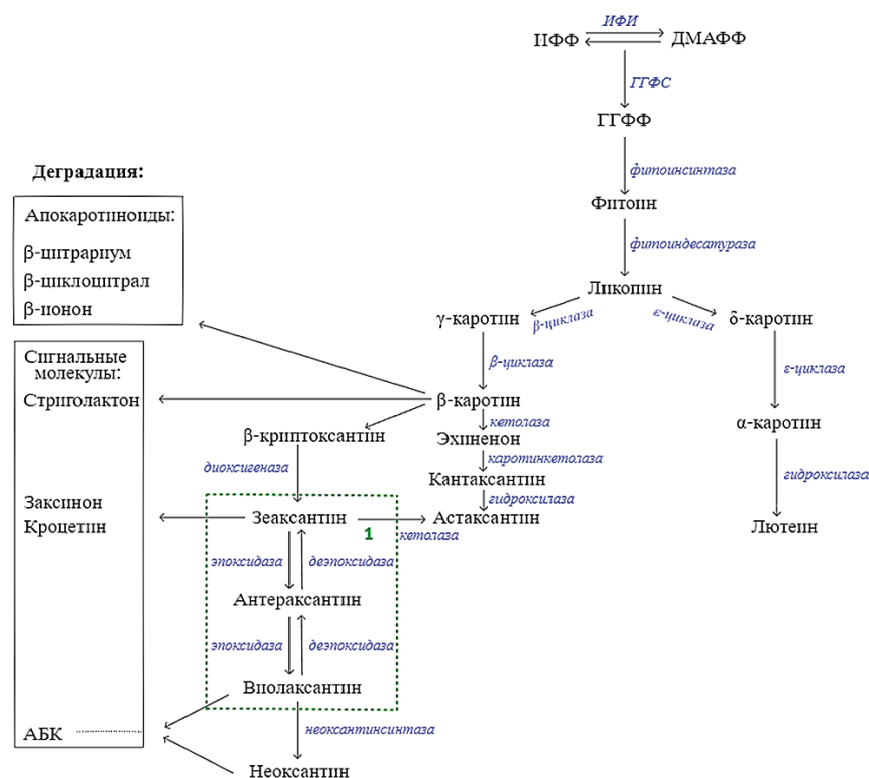 ИФИ
ИФФ
ДМАФФ
ГГФС
ГГФФ
фитоинсинтаза
Фитоин
фитоиндесатураза
Ликопин
β-циклаза
ε-циклаза
γ-каротин
δ-каротин
β-циклаза
ε-циклаза
β-каротин
α-каротин
кетолаза
Эхиненон
каротинкетолаза
Кантаксантин
гидроксилаза
Астаксантин
гидроксилаза
Лютеин
Деградация:
Апокаротиноиды:
β-цитрариум
β-циклоцитрал
β-ионон
Сигнальные
молекулы:
Стриголактон
Заксинон
Кроцетин
АБК
β-криптоксантин
диоксигеназа
Зеаксантин
1
кетолаза
эпоксидаза
деэпоксидаза
Антераксантин
эпоксидаза
деэпоксидаза
Виолаксантин
неоксантинсинтаза
Неоксантин